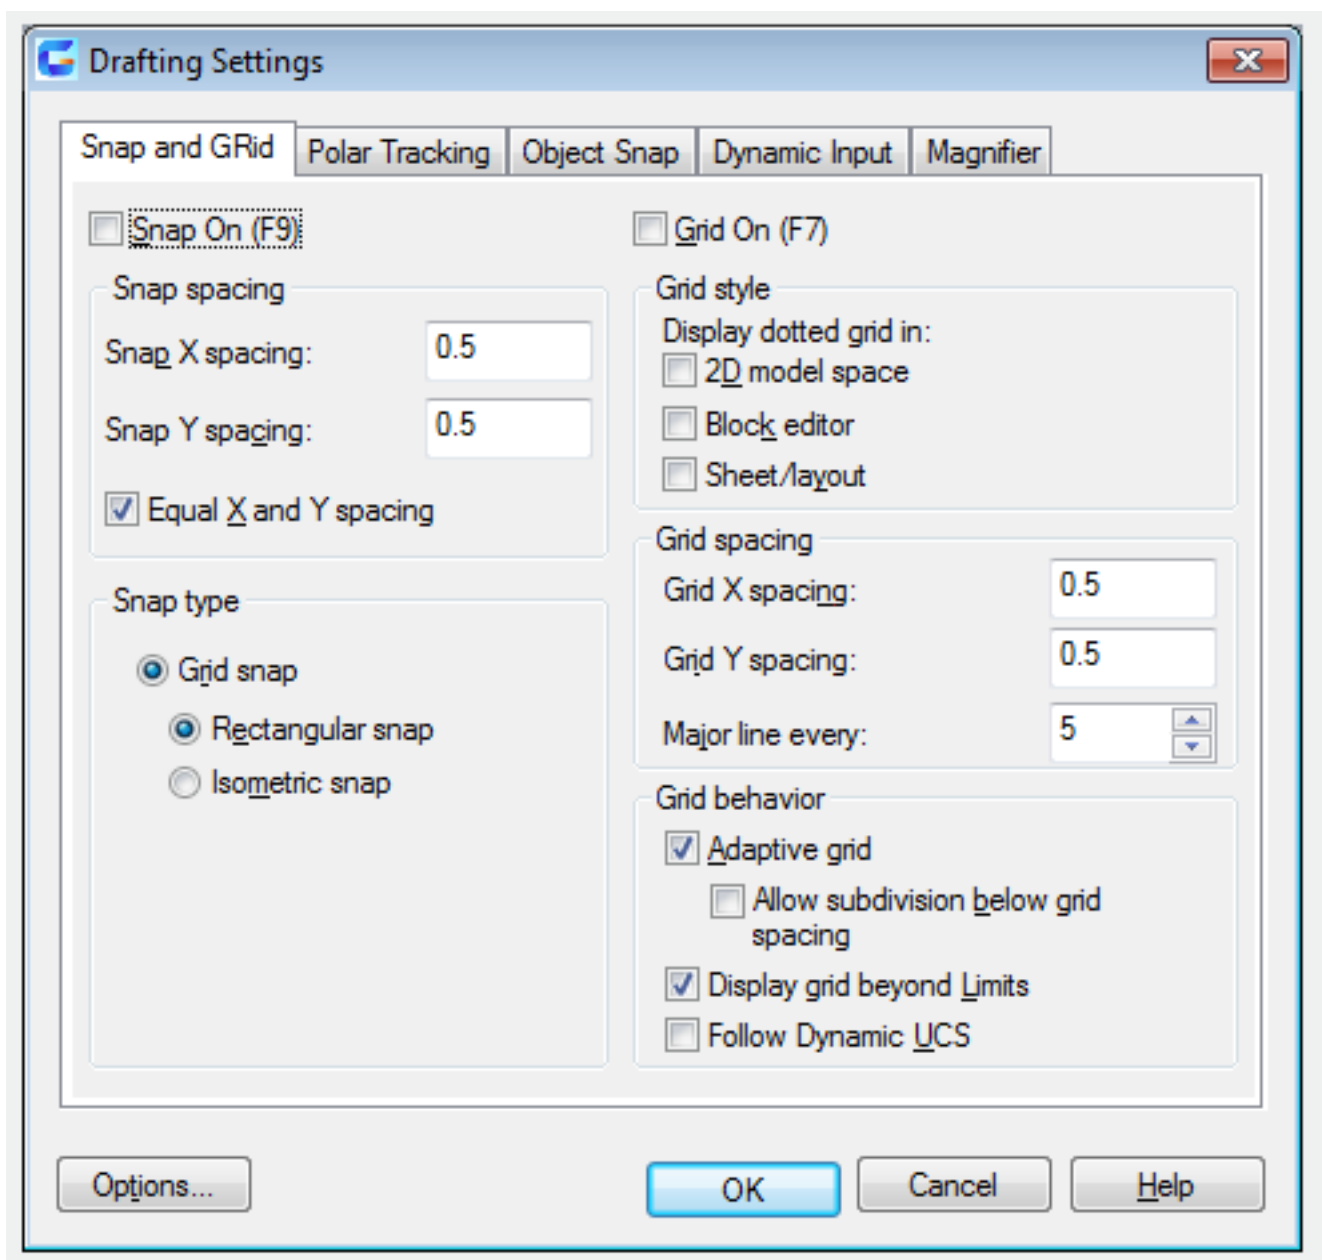 Drafting Settings
Snap and GRid
Polar Tracking
Object Snap
Dynamic Input
Magnifier
Snap On (F9)
Snap spacing
Snap X spacing:
0.5
Snap Y spacing:
0.5
Equal X and Y spacing
Snap type
Grid snap
Rectangular snap
Isometric snap
Grid On (F7)
Grid style
Display dotted grid in:
2D model space
Block editor
Sheet/layout
Grid spacing
Grid X spacing:
0.5
Grid Y spacing:
0.5
Major line every:
5
Grid behavior
Adaptive grid
Allow subdivision below grid
spacing
Display grid beyond Limits
Follow Dynamic UCS
Options...
OK
Cancel
Help